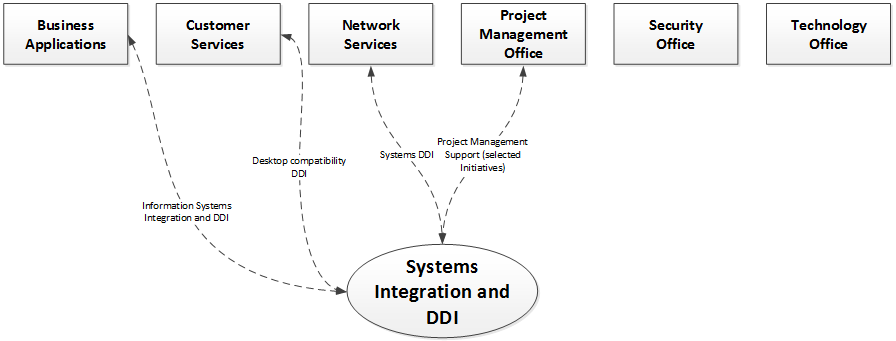 Business
Applications
Customer
Services
Network
Services
Project
Management
Office
Security
Office
Technology
Office
Project Management
Support (selected
Initiatives)
Systems DDI
Desktop compatibility
DDI
Information Systems
Integration and DDI
Systems
Integration and
DDI